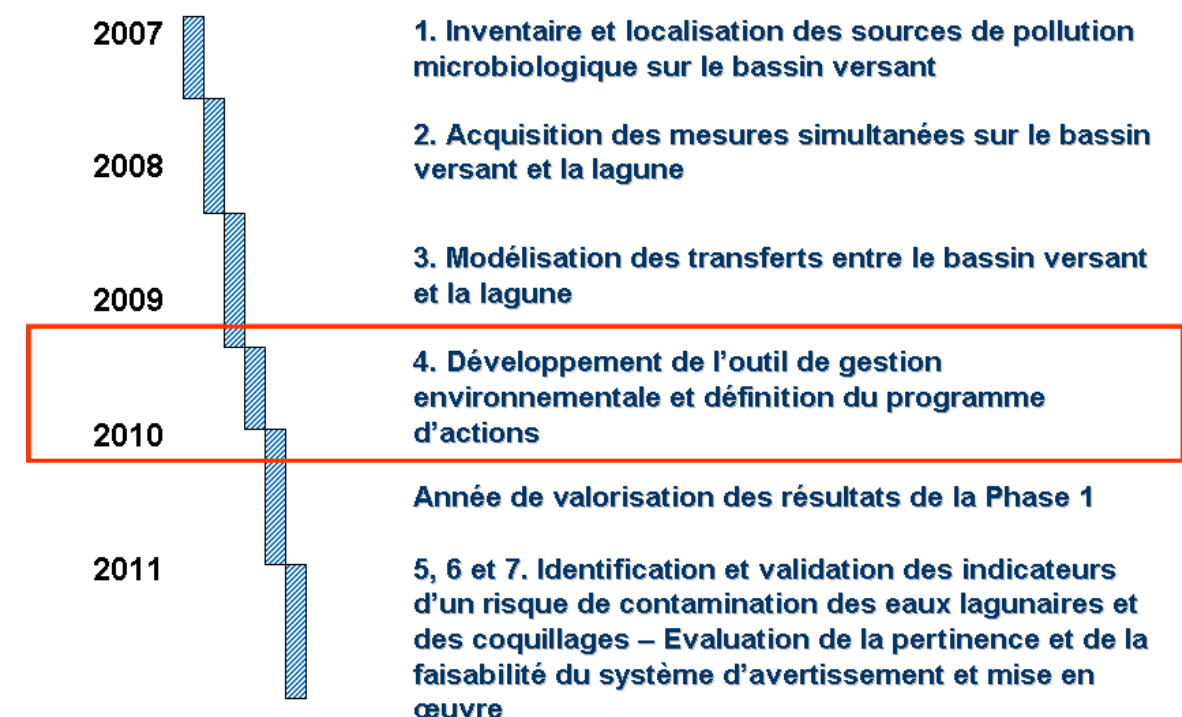 2007
1. Inventaire et localisation des sources de pollution
microbiologique sur le bassin versant
2. Acquisition des mesures simultanées sur le bassin
2008
versant et la lagune
3. Modélisation des transferts entre le bassin versant
2009
et la lagune
4. Développement de l'outil de gestion
environnementale et définition du programme
2010
d'actions
Année de valorisation des résultats de la Phase 1
2011
5, 6 et 7. Identification et validation des indicateurs
d'un risque de contamination des eaux lagunaires et
des coquillages – Evaluation de la pertinence et de la
faisabilité du système d'avertissement et mise en
œuvre